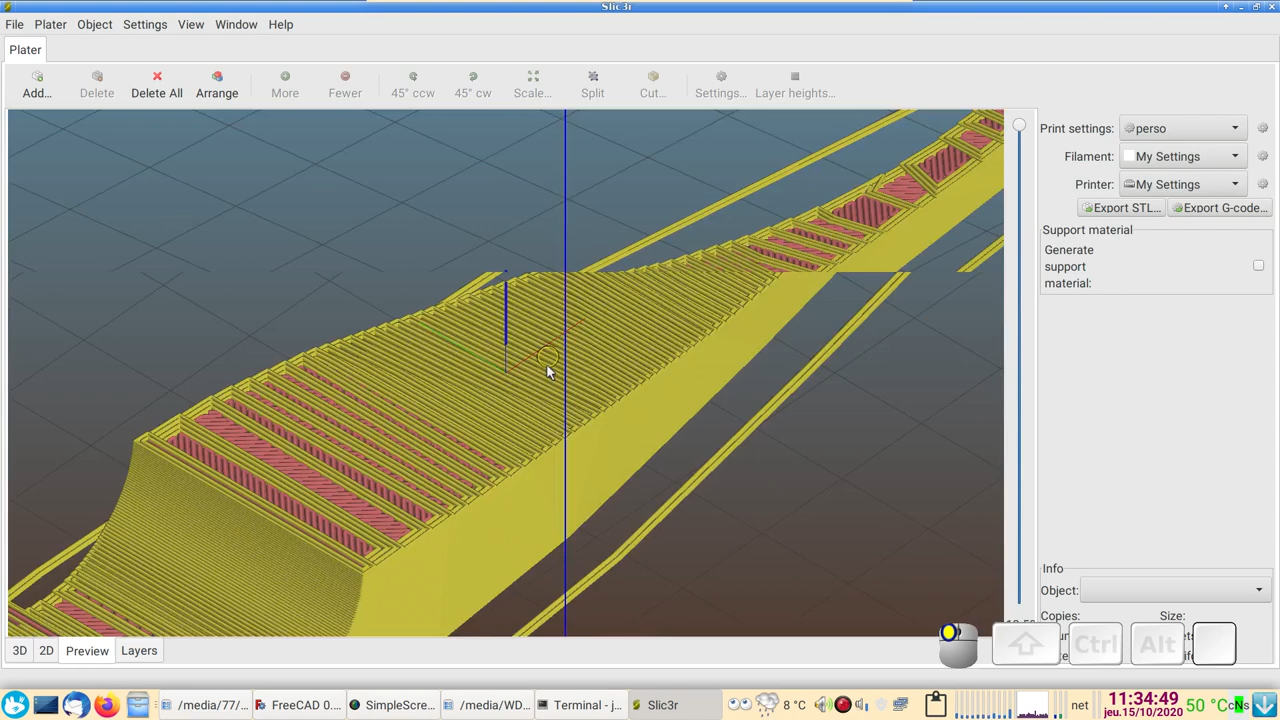 Slic3r
File Plater Object Settings View Window Help
Plater
Add... Delete Delete All Arrange More Fewer 45° ccw 45° cw Scale... Split Cut... Settings... Layer heights...
Print settings: perso
Filament: My Settings
Printer: My Settings
Export STL... Export G-code...
Support material
Generate
support
material:
Info
Object:
Copies: Size:
3D 2D Preview Layers
Ctrl Alt
/media/77/... FreeCAD 0.... SimpleScre... /media/WD... Terminal - j... Slic3r 8 °C net 11:34:49 50 °C
jeu.15/10/2020